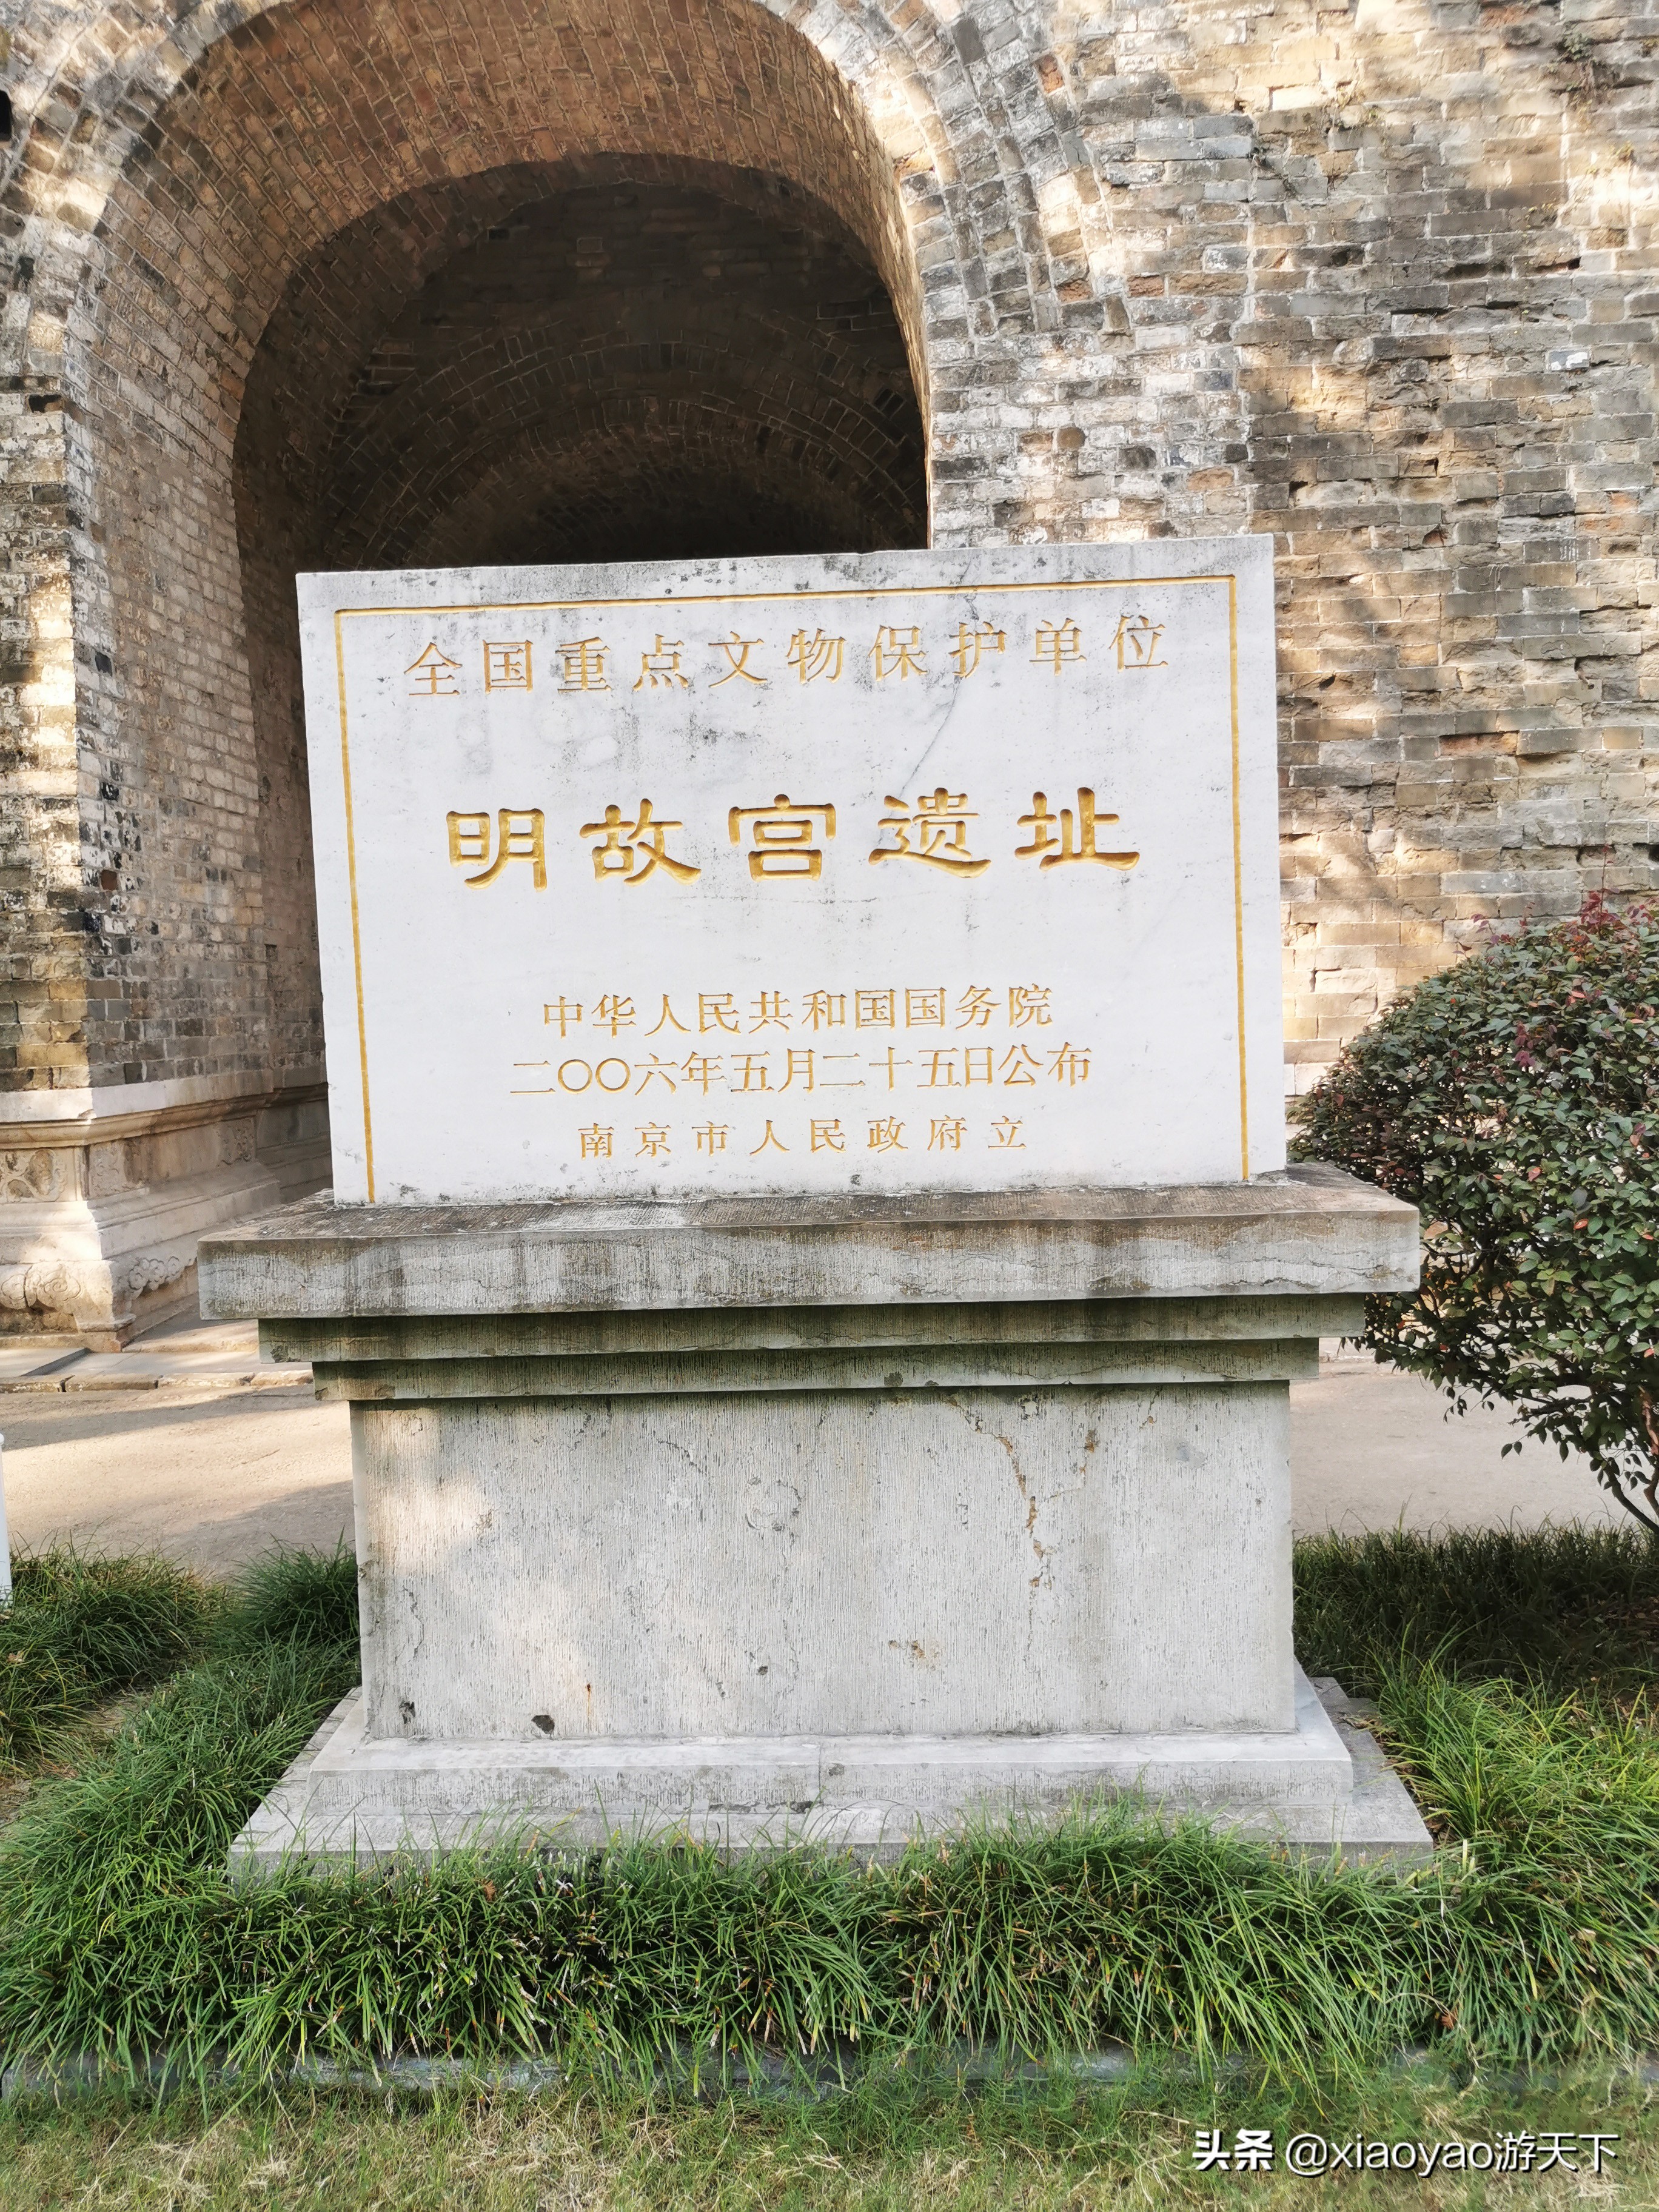 全国重点文物保护单位
明故宫遗址
中华人民共和国国务院
二〇〇六年五月二十五日公布
南京市人民政府立
头条 @xiaoyao游天下